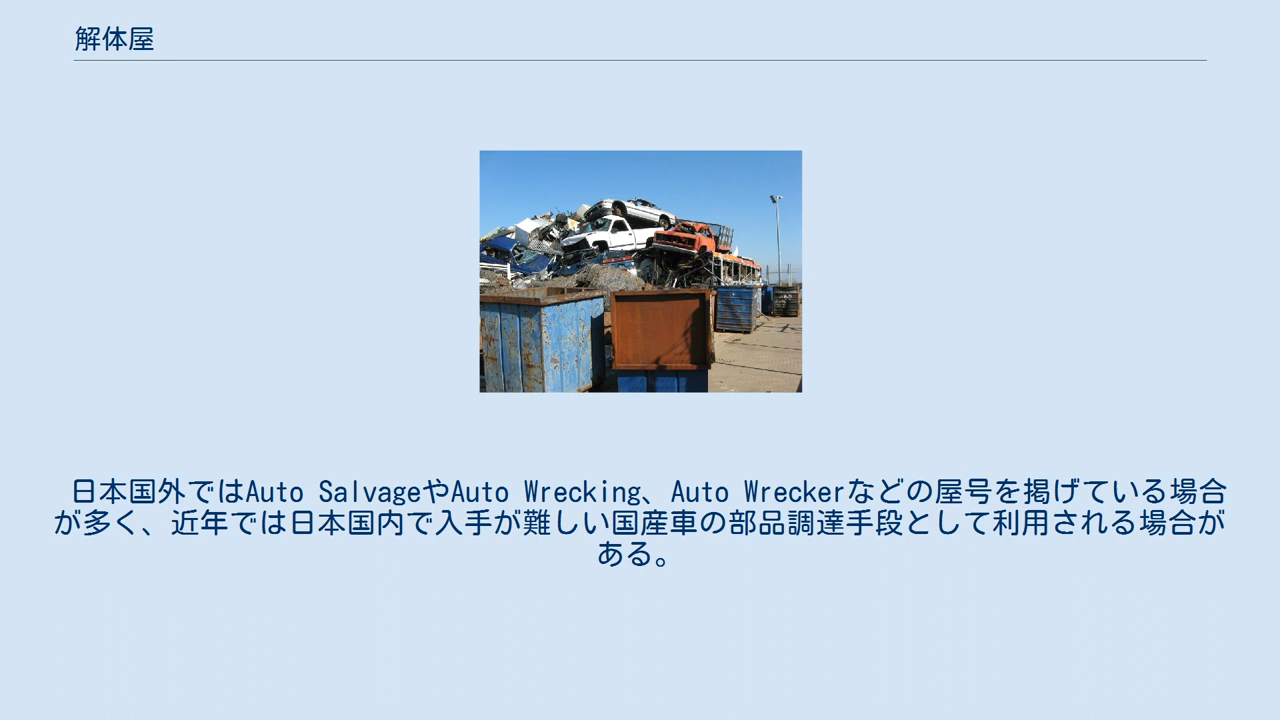 解体屋
日本国外ではAuto SalvageやAuto Wrecking、Auto Wreckerなどの屋号を掲げている場合
が多く、近年では日本国内で入手が難しい国産車の部品調達手段として利用される場合が
ある。